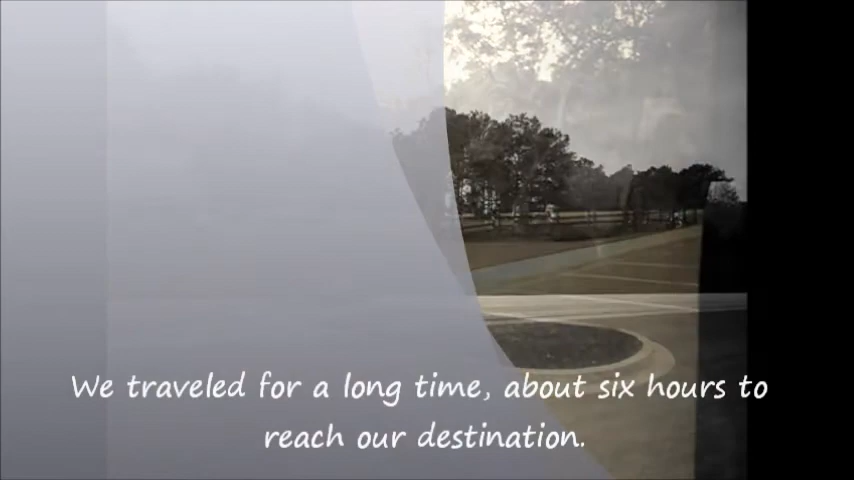 We traveled for a long time, about six hours to
reach our destination.